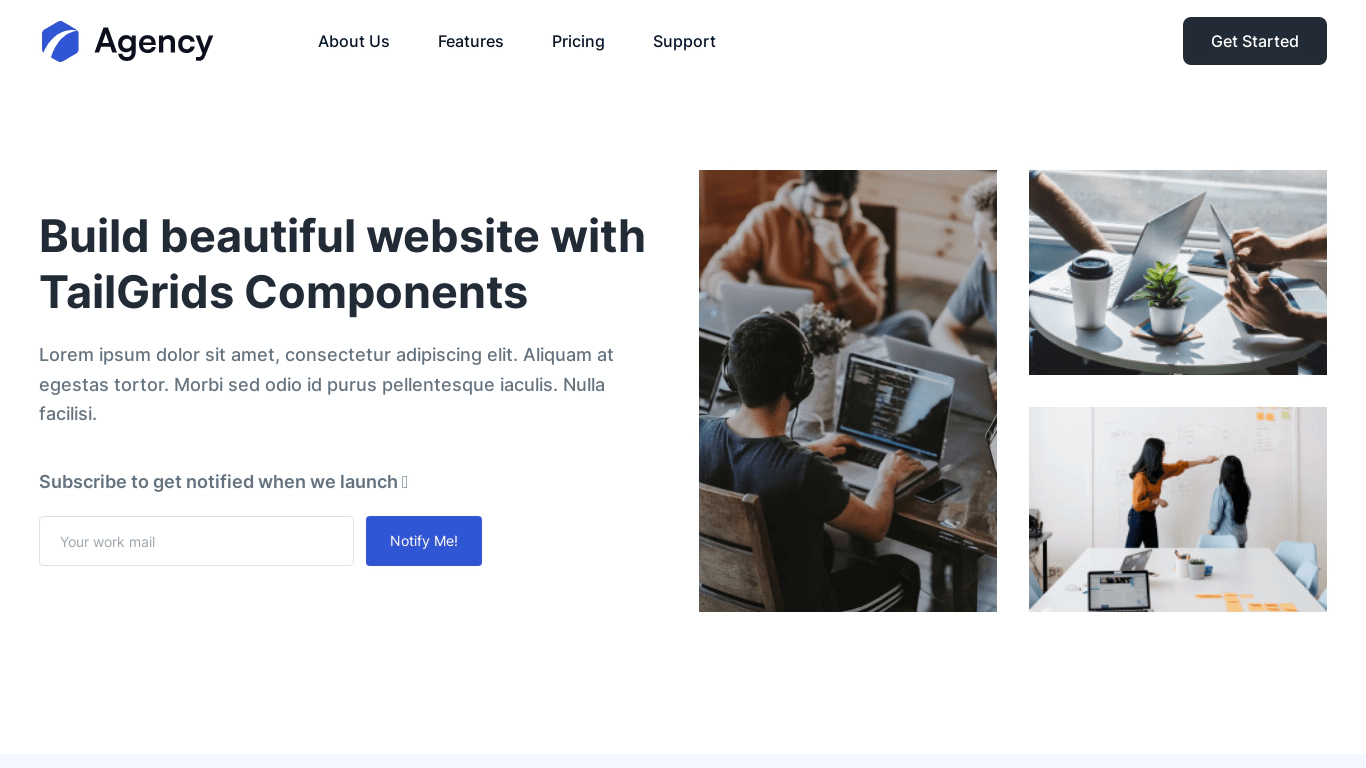 Agency
About Us
Features
Pricing
Support
Get Started
Build beautiful website with
TailGrids Components
Lorem ipsum dolor sit amet, consectetur adipiscing elit. Aliquam at
egestas tortor. Morbi sed odio id purus pellentesque iaculis. Nulla
facilisi.
Subscribe to get notified when we launch
Your work mail
Notify Me!